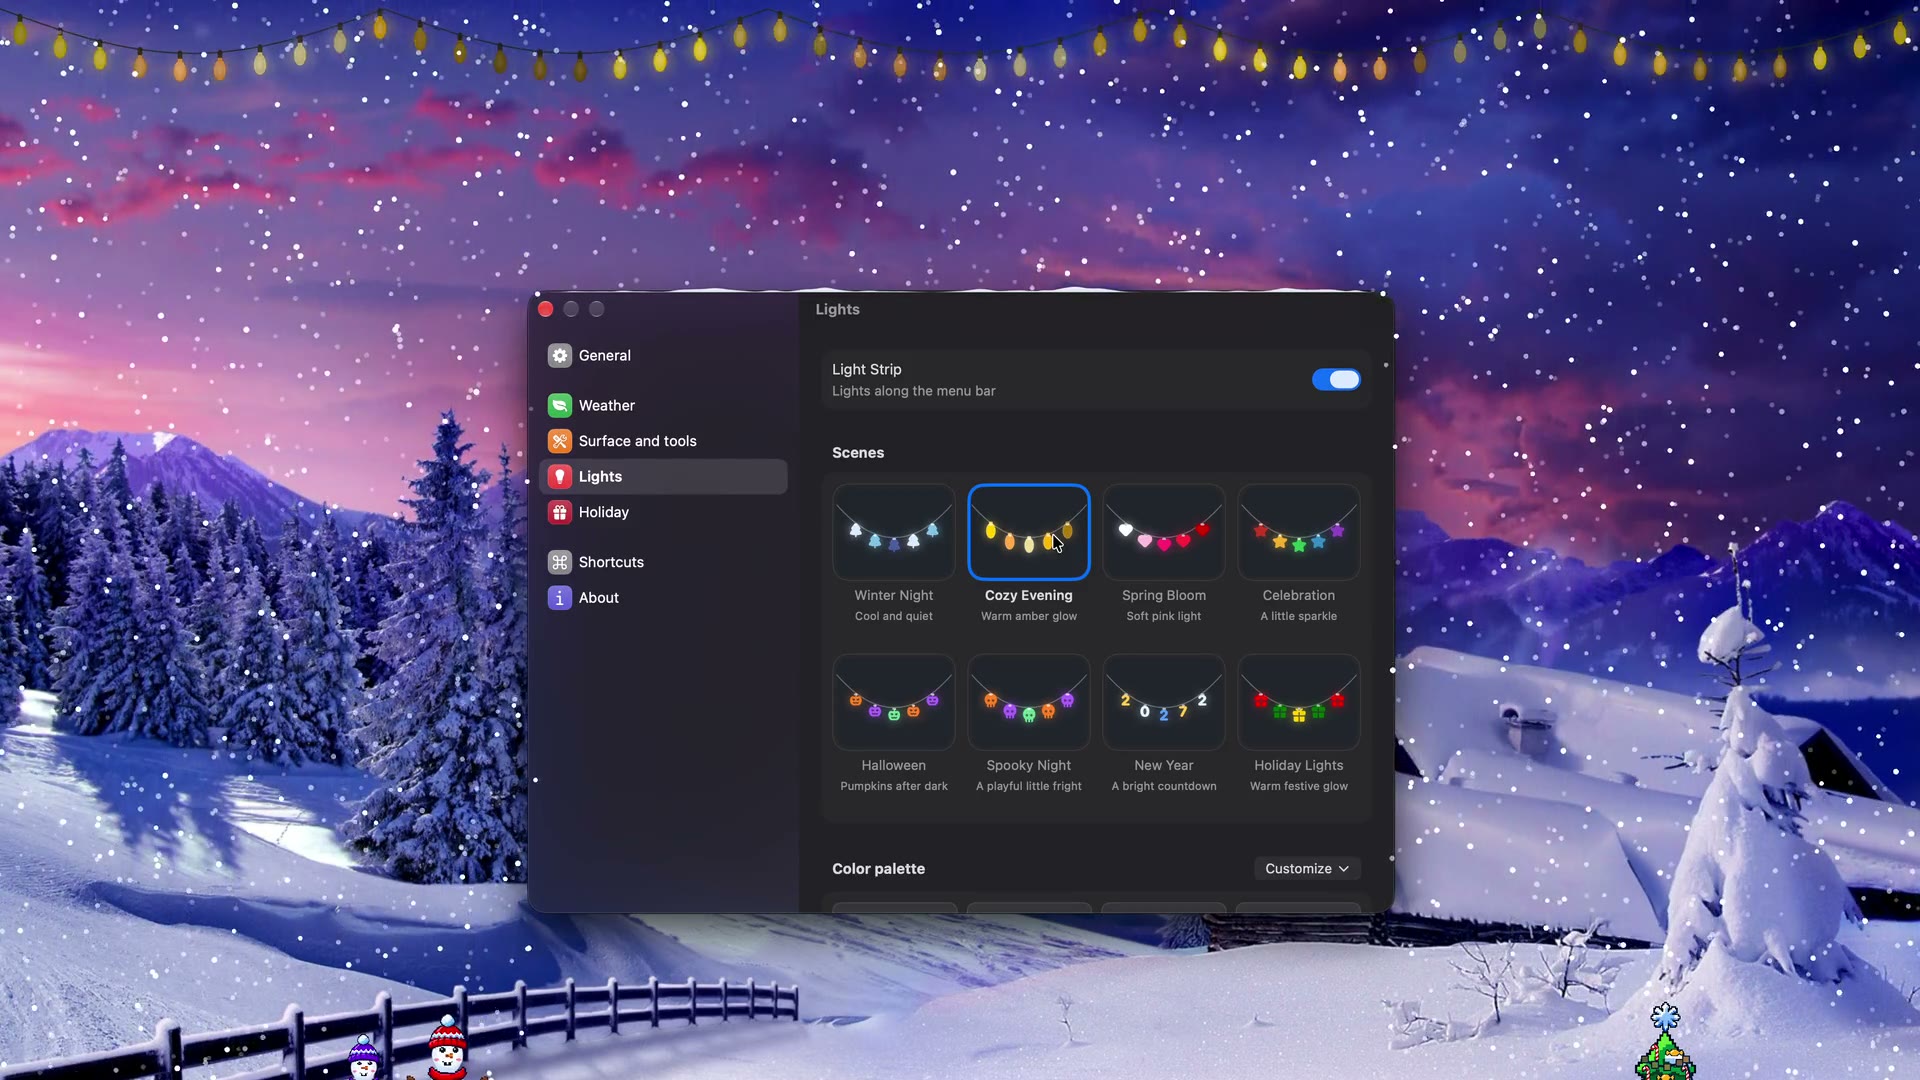 Lights
General
Weather
Surface and tools
Lights
Holiday
Shortcuts
About
Light Strip
Lights along the menu bar
Scenes
Winter Night
Cool and quiet
Cozy Evening
Warm amber glow
Spring Bloom
Soft pink light
Celebration
A little sparkle
2 0 2 7 2
Halloween
Pumpkins after dark
Spooky Night
A playful little fright
New Year
A bright countdown
Holiday Lights
Warm festive glow
Color palette
Customize